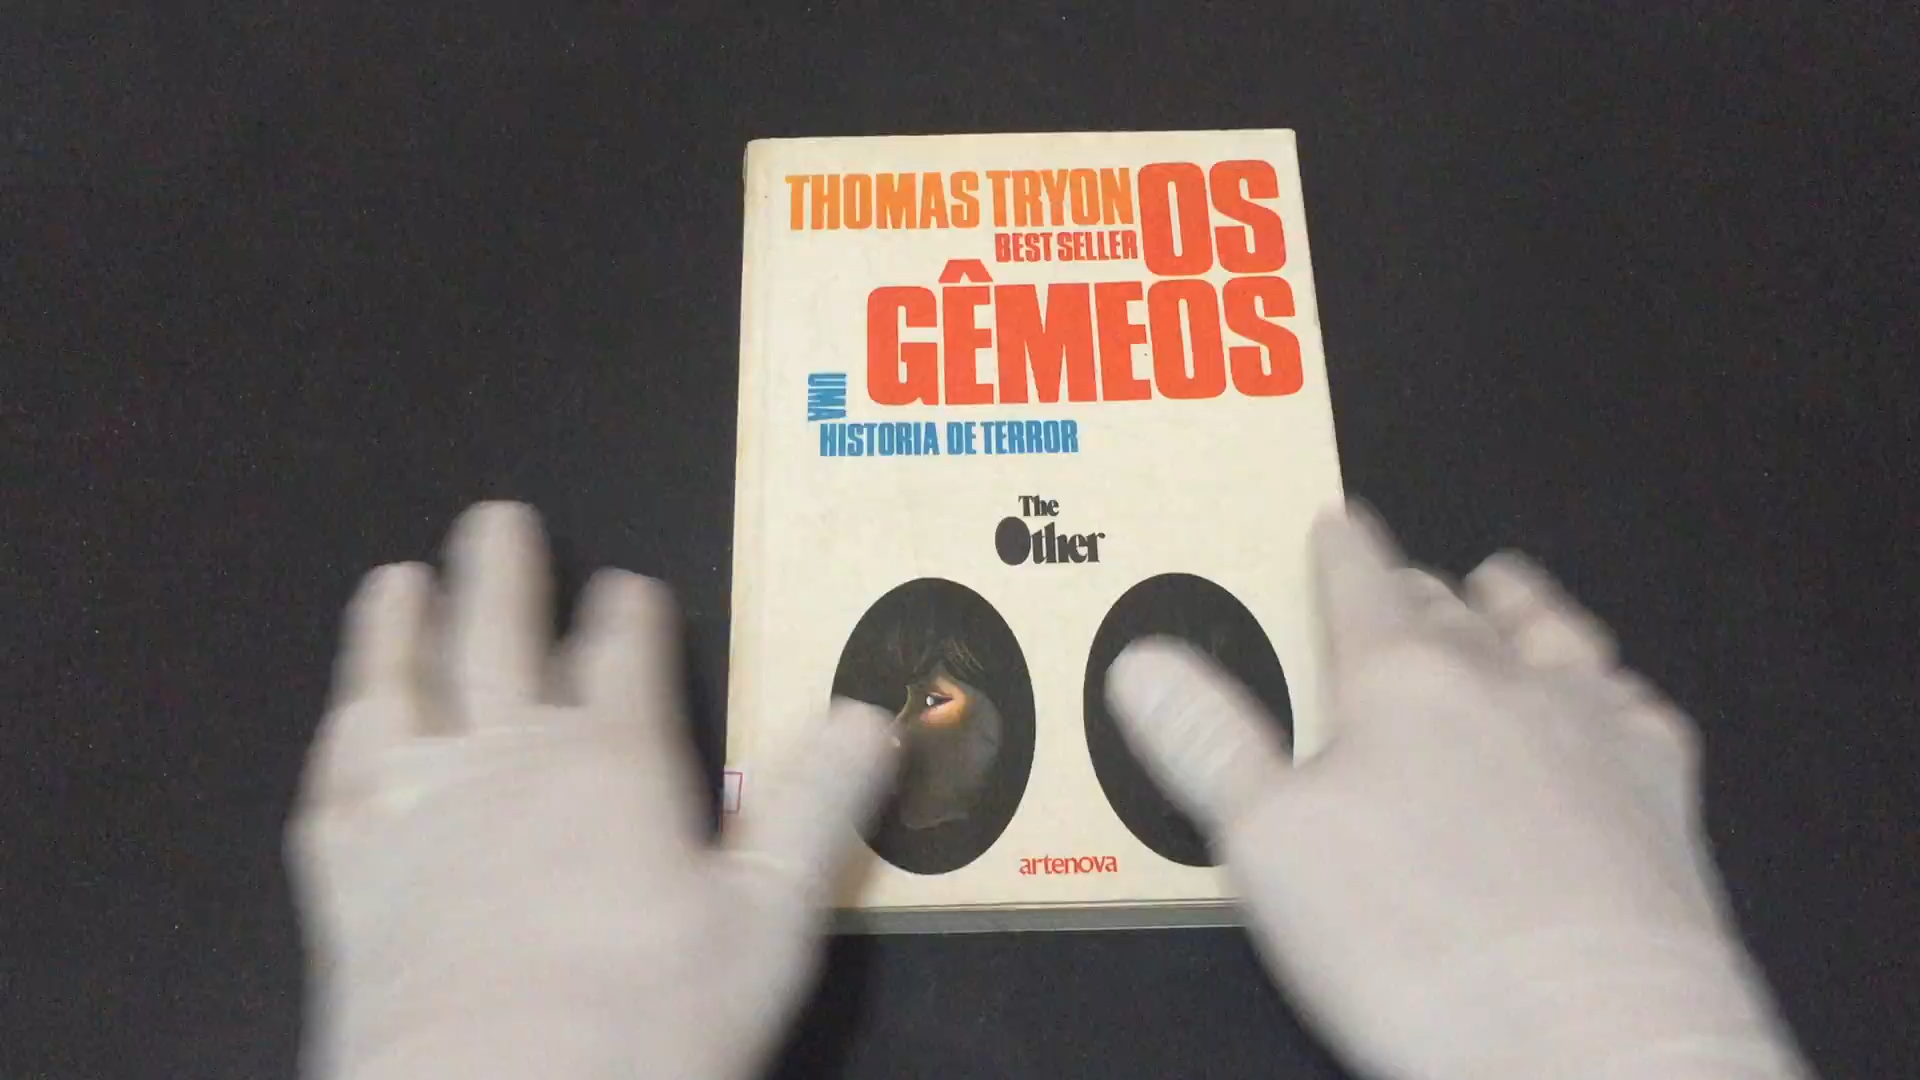 THOMAS TRYON
BEST SELLER
OS
GÊMEOS
UMA
HISTORIA DE TERROR
The
Other
artenova